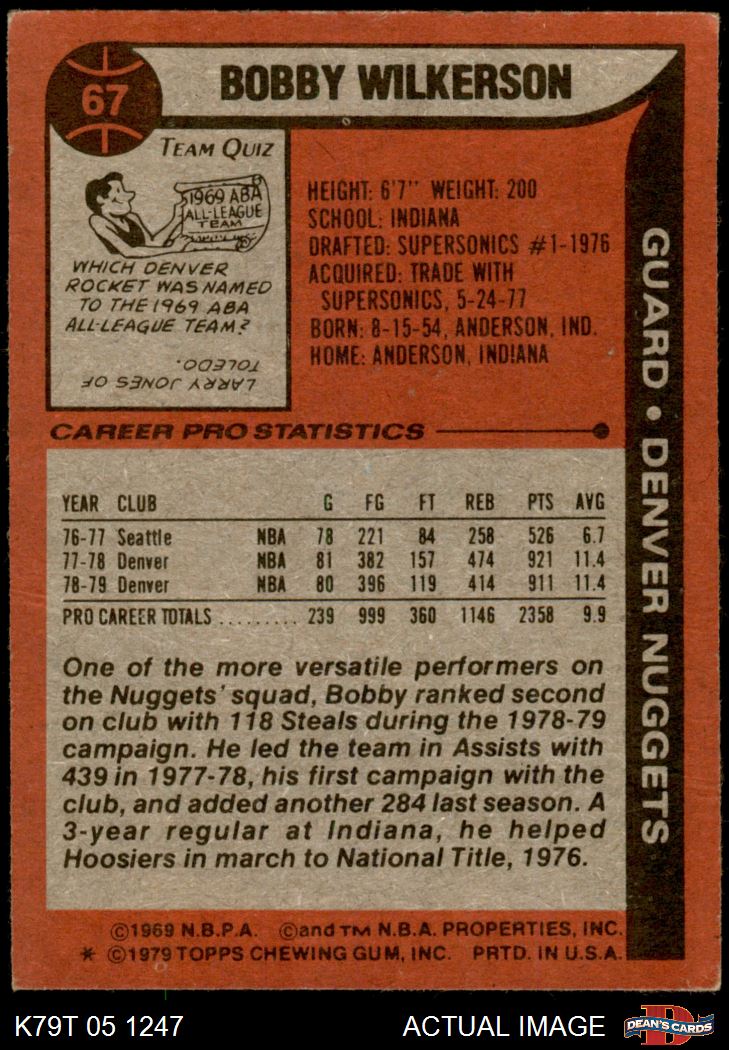 67
BOBBY WILKERSON
TEAM QUIZ
1969 ABA
ALL-LEAGUE
TEAM
WHICH DENVER
ROCKET WAS NAMED
TO THE 1969 ABA
ALL-LEAGUE TEAM?
LARRY JONES OF
TOLEDO.
HEIGHT: 6'7" WEIGHT: 200
SCHOOL: INDIANA
DRAFTED: SUPERSONICS #1-1976
ACQUIRED: TRADE WITH
SUPERSONICS, 5-24-77
BORN: 8-15-54, ANDERSON, IND.
HOME: ANDERSON, INDIANA
GUARD • DENVER NUGGETS
CAREER PRO STATISTICS
YEAR CLUB G FG FT REB PTS AVG
76-77 Seattle NBA 78 221 84 258 526 6.7
77-78 Denver NBA 81 382 157 474 921 11.4
78-79 Denver NBA 80 396 119 414 911 11.4
PRO CAREER TOTALS ......... 239 999 360 1146 2358 9.9
One of the more versatile performers on
the Nuggets' squad, Bobby ranked second
on club with 118 Steals during the 1978-79
campaign. He led the team in Assists with
439 in 1977-78, his first campaign with the
club, and added another 284 last season. A
3-year regular at Indiana, he helped
Hoosiers in march to National Title, 1976.
©1969 N.B.P.A. ©and TM N.B.A. PROPERTIES, INC.
* ©1979 TOPPS CHEWING GUM, INC. PRTD. IN U.S.A.
K79T 05 1247
ACTUAL IMAGE
D
DEAN'S CARDS